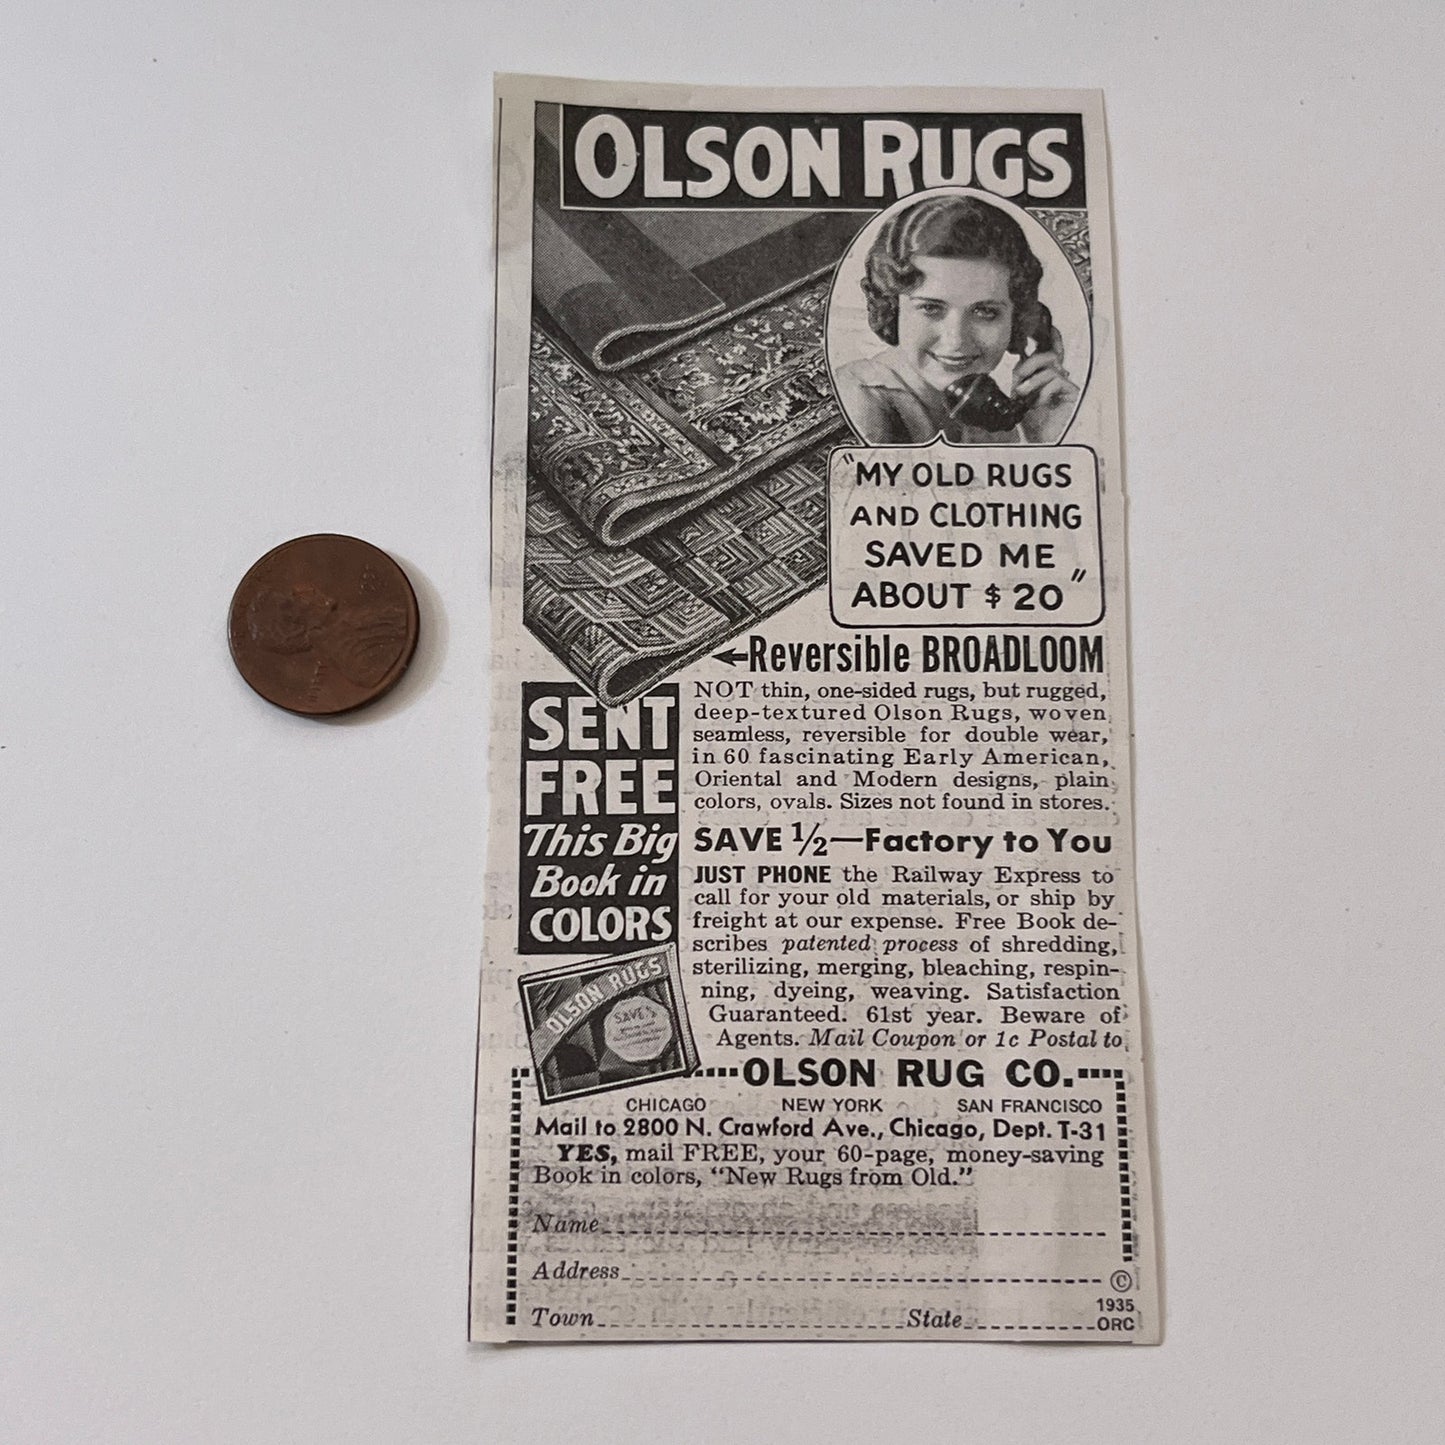 OLSON RUGS
"MY OLD RUGS
AND CLOTHING
SAVED ME
ABOUT $20"
←Reversible BROADLOOM
NOT thin, one-sided rugs, but rugged,
deep-textured Olson Rugs, woven
seamless, reversible for double wear,
in 60 fascinating Early American,
Oriental and Modern designs, plain
colors, ovals. Sizes not found in stores.
SENT
FREE
This Big
Book in
COLORS
OLSON RUGS
SAVE ½
SAVE ½—Factory to You
JUST PHONE the Railway Express to
call for your old materials, or ship by
freight at our expense. Free Book de-
scribes patented process of shredding,
sterilizing, merging, bleaching, respin-
ning, dyeing, weaving. Satisfaction
Guaranteed. 61st year. Beware of
Agents. Mail Coupon or 1c Postal to
OLSON RUG CO.
CHICAGO NEW YORK SAN FRANCISCO
Mail to 2800 N. Crawford Ave., Chicago, Dept. T-31
YES, mail FREE, your 60-page, money-saving
Book in colors, "New Rugs from Old."
Name
Address ©
1935
Town State ORC